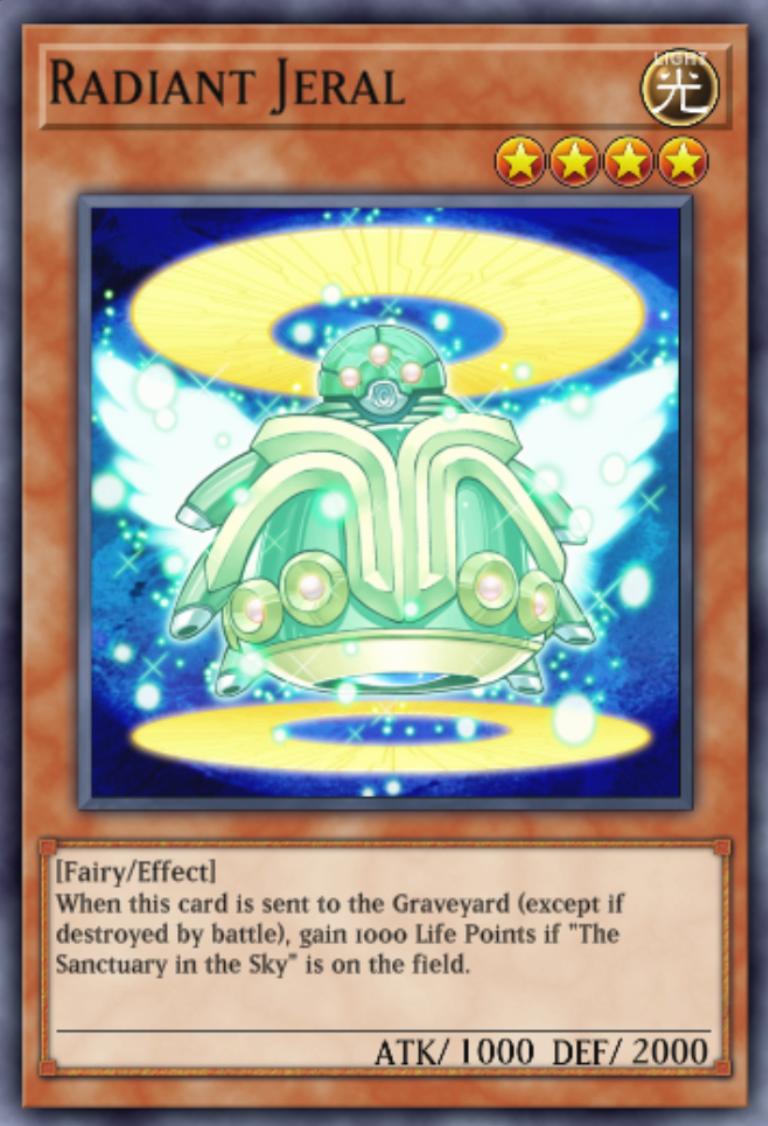 RADIANT JERAL
LIGHT
光
[Fairy/Effect]
When this card is sent to the Graveyard (except if
destroyed by battle), gain 1000 Life Points if "The
Sanctuary in the Sky" is on the field.
ATK/ 1000 DEF/ 2000